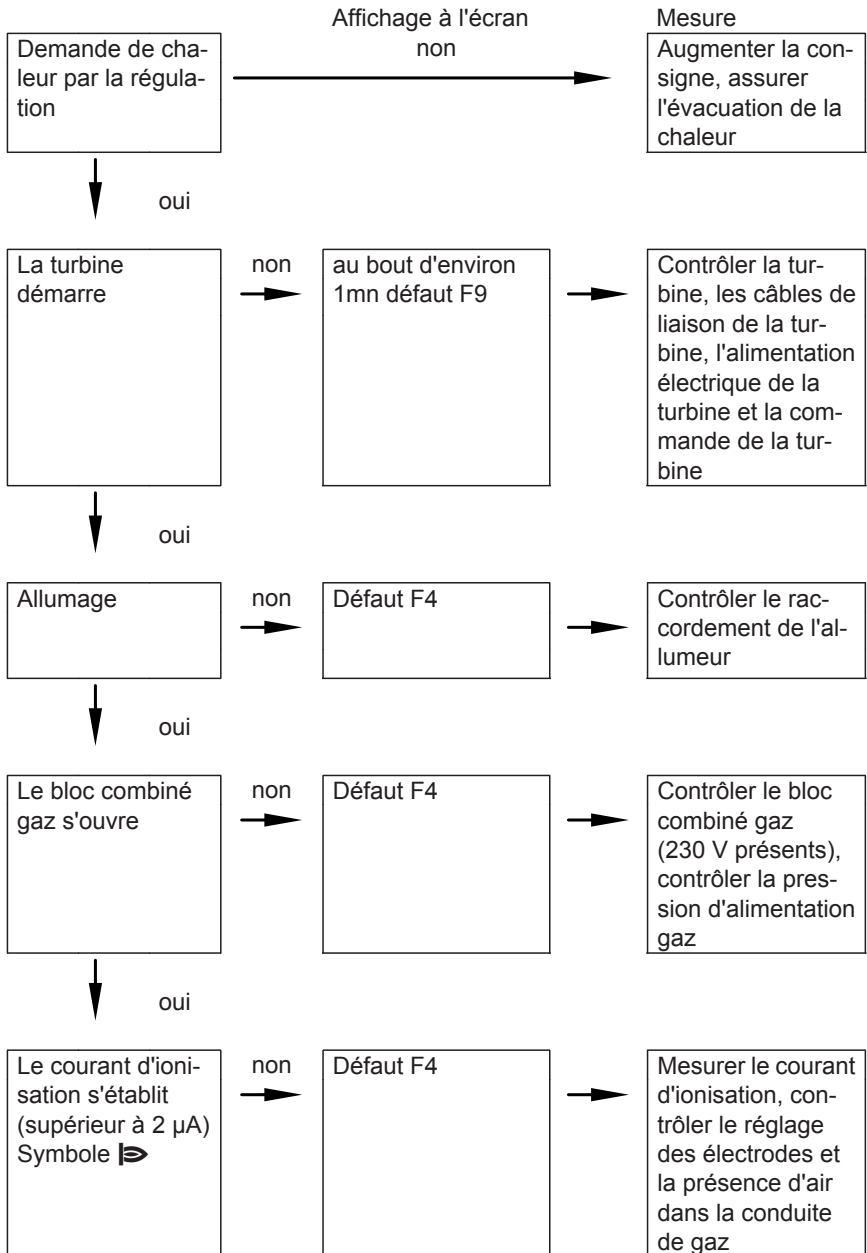 Affichage à l'écran
Mesure
Demande de cha-
leur par la régula-
tion
non
Augmenter la con-
signe, assurer
l'évacuation de la
chaleur
oui
La turbine
démarre
non
au bout d'environ
1mn défaut F9
Contrôler la tur-
bine, les câbles de
liaison de la tur-
bine, l'alimentation
électrique de la
turbine et la com-
mande de la tur-
bine
oui
Allumage
non
Défaut F4
Contrôler le rac-
cordement de l'al-
lumeur
oui
Le bloc combiné
gaz s'ouvre
non
Défaut F4
Contrôler le bloc
combiné gaz
(230 V présents),
contrôler la pres-
sion d'alimentation
gaz
oui
Le courant d'ioni-
sation s'établit
(supérieur à 2 µA)
Symbole
non
Défaut F4
Mesurer le courant
d'ionisation, con-
trôler le réglage
des électrodes et
la présence d'air
dans la conduite
de gaz